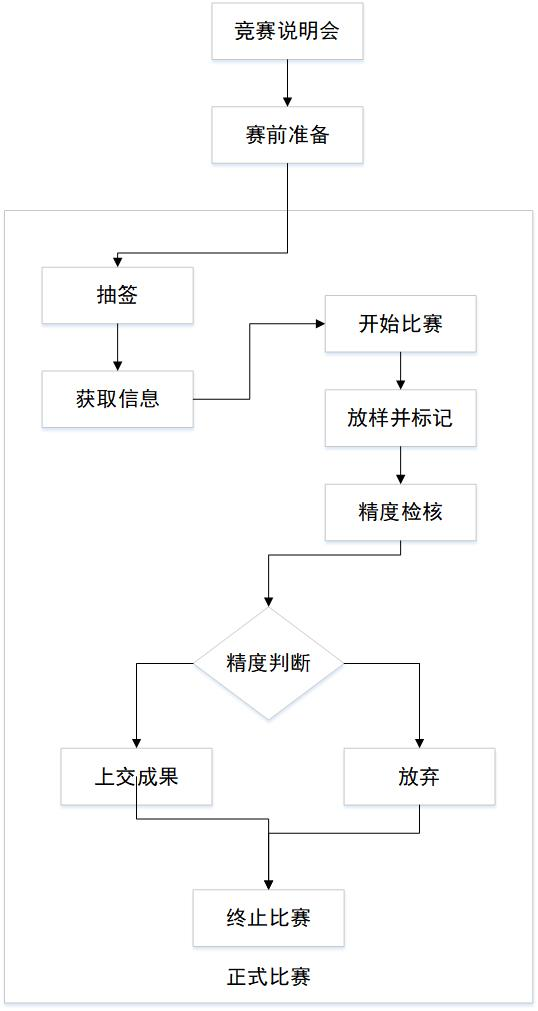 竞赛说明会
赛前准备
抽签
获取信息
开始比赛
放样并标记
精度检核
精度判断
上交成果
放弃
终止比赛
正式比赛